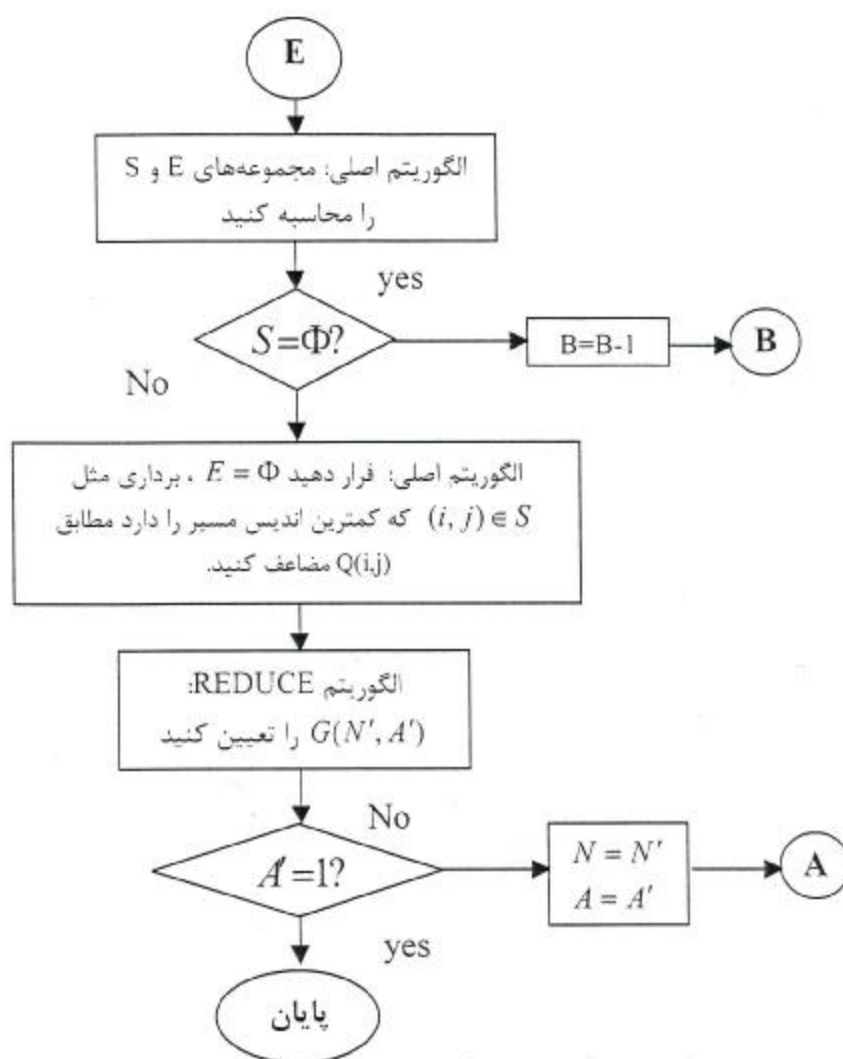 E
الگوریتم اصلی: مجموعه‌های E و S
را محاسبه کنید
yes
S=Φ?
B=B-1
B
No
الگوریتم اصلی: قرار دهید E = Φ ، برداری مثل
(i, j) ∈ S که کمترین اندیس مسیر را دارد مطابق
Q(i,j) مضاعف کنید.
الگوریتم REDUCE:
G(N′, A′) را تعیین کنید
No
A′=1?
N = N′
A = A′
A
yes
پایان